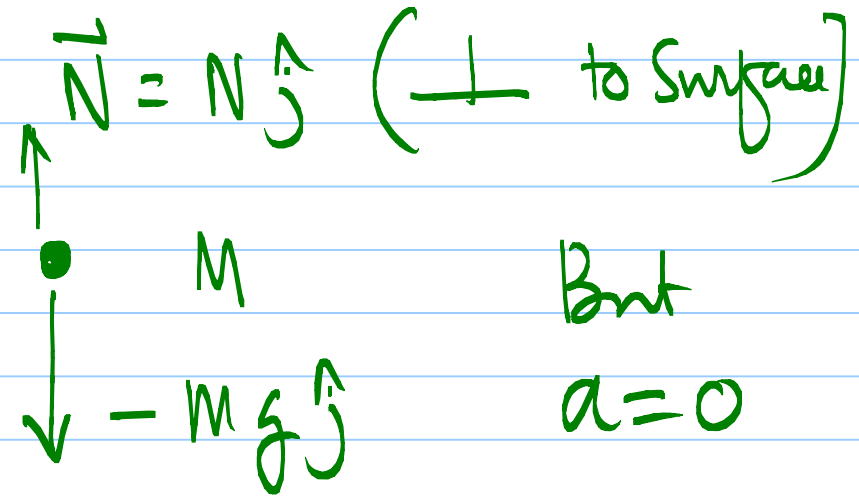 N⃗ = N ĵ ( ⊥ to Surface )
M
But
- mg ĵ
a = 0